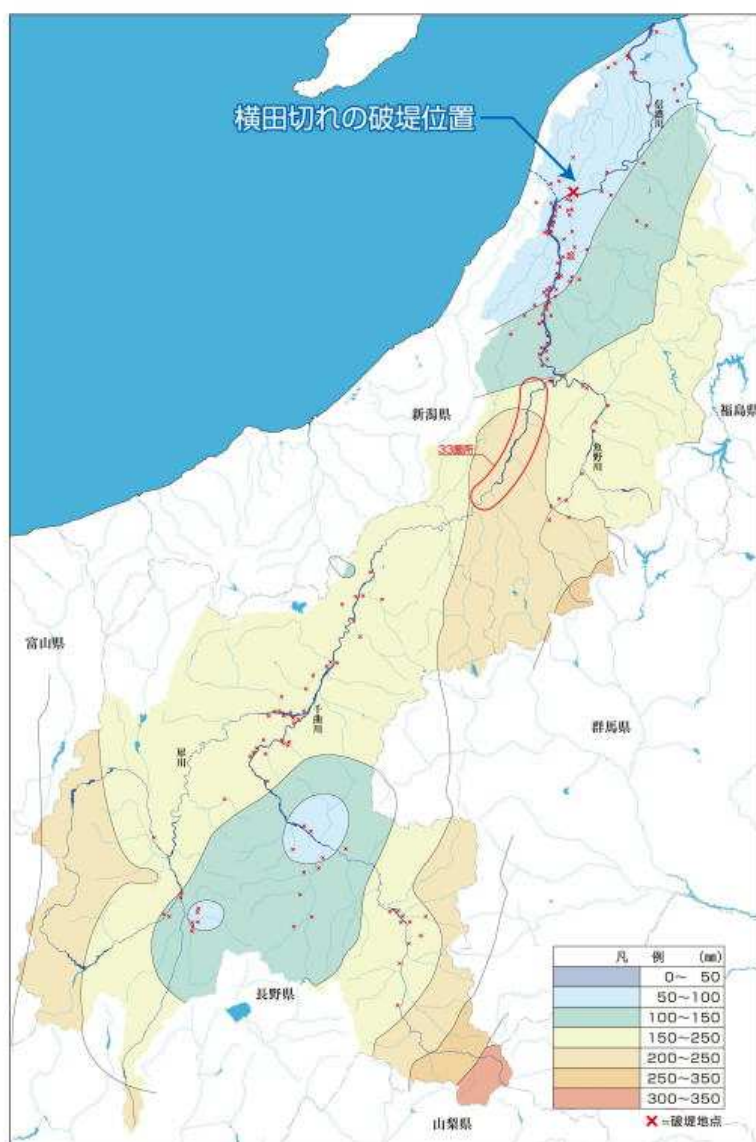 横田切れの破堤位置
信濃川
新潟県
福島県
33箇所
魚野川
富山県
千曲川
犀川
群馬県
長野県
山梨県
凡 例 (㎜)
0～ 50
50～100
100～150
150～250
200～250
250～350
300～350
×=破堤地点